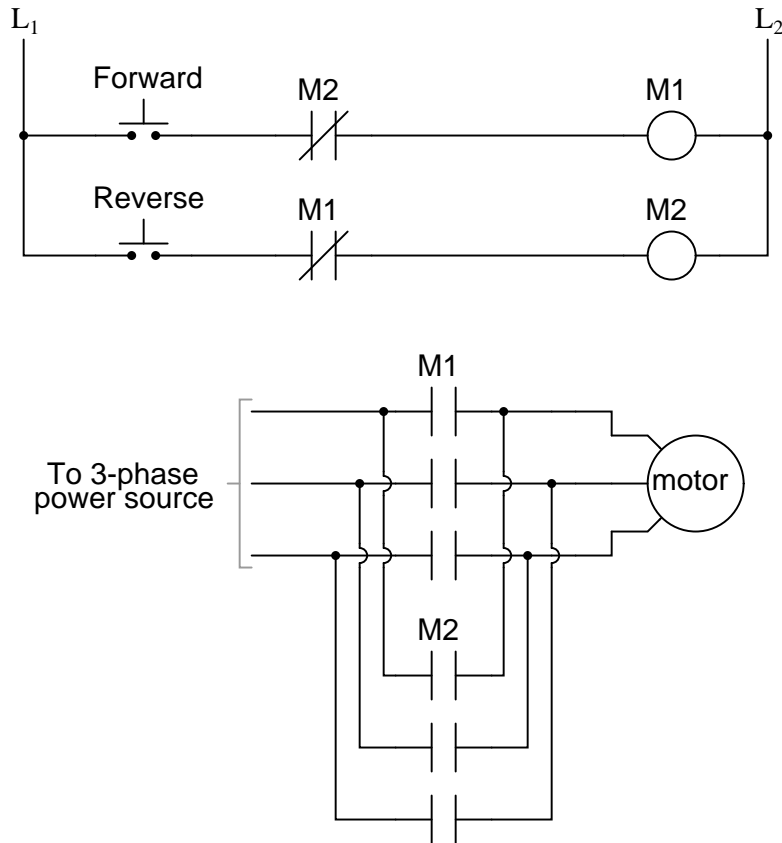 L1 L2
Forward M2 M1
Reverse M1 M2
M1
To 3-phase
power source
motor
M2